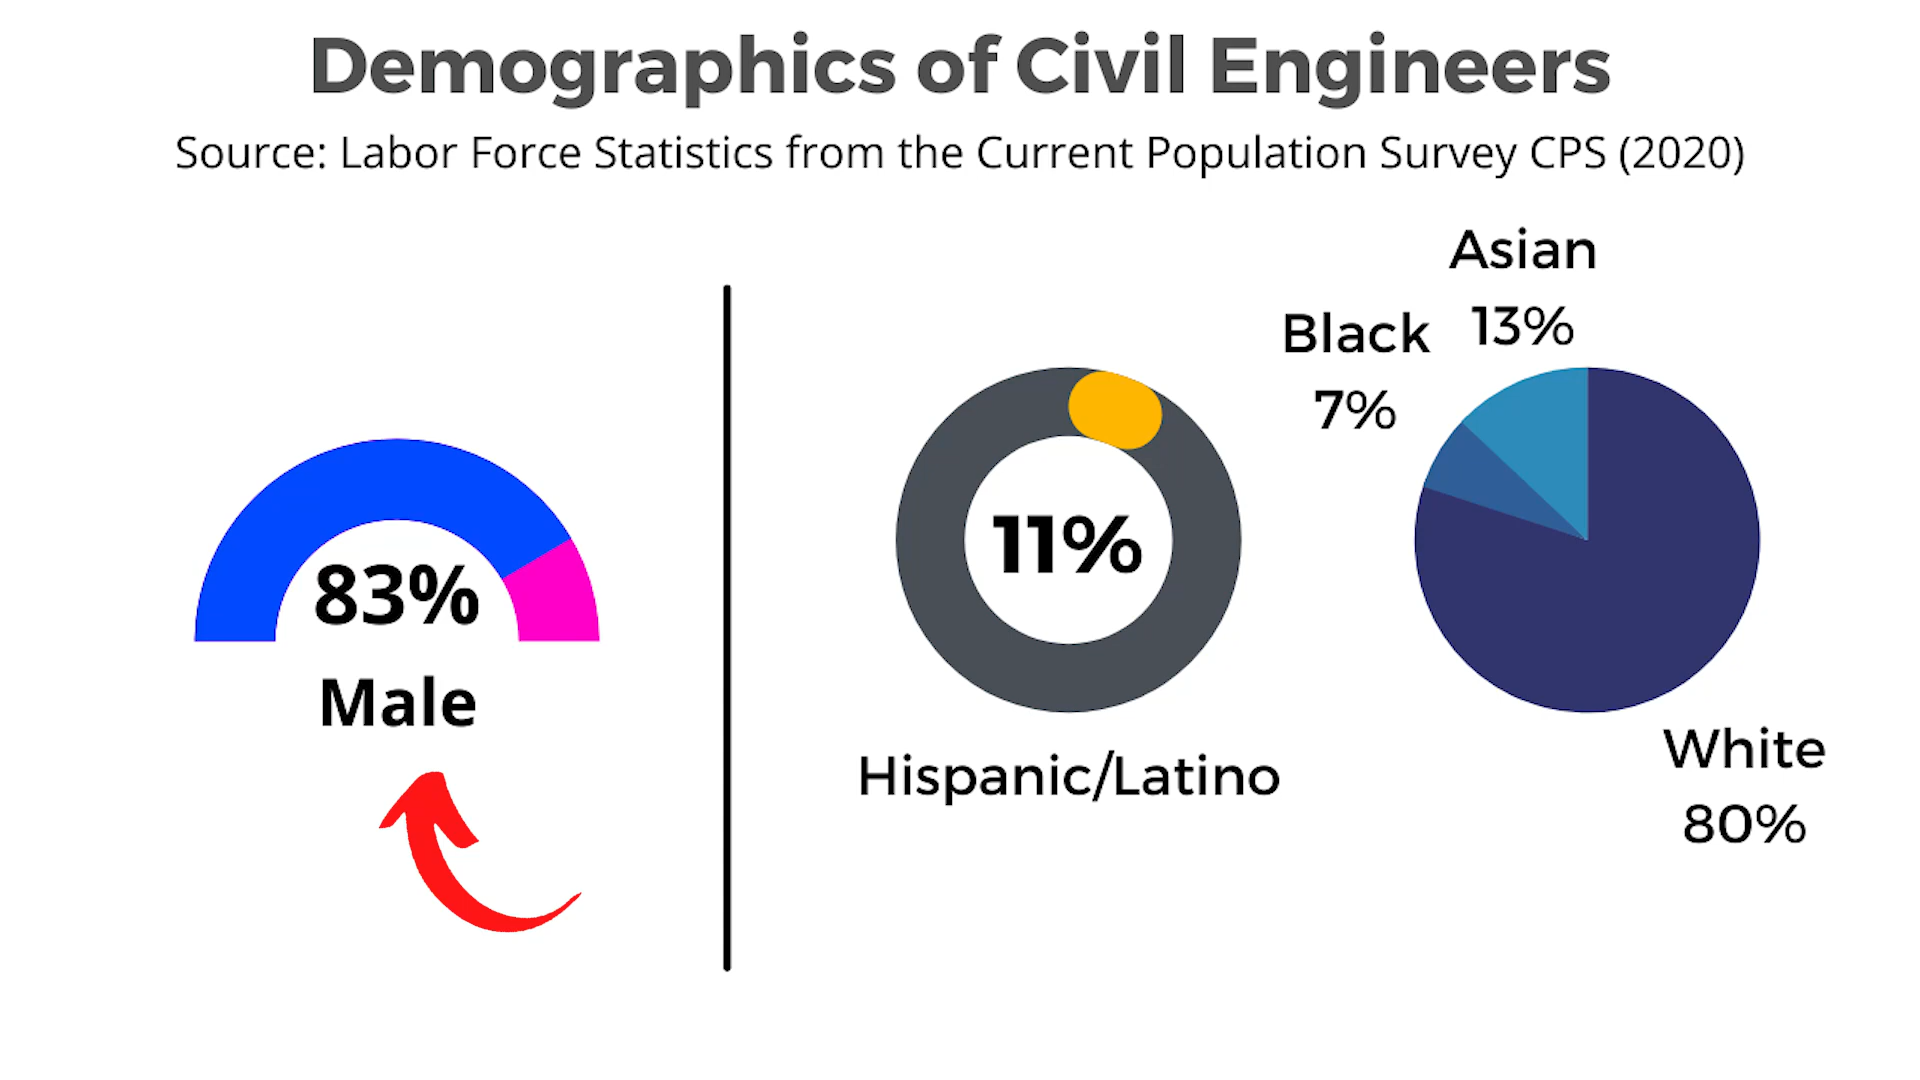 Demographics of Civil Engineers
Source: Labor Force Statistics from the Current Population Survey CPS (2020)
83%
Male
11%
Hispanic/Latino
Asian
13%
Black
7%
White
80%